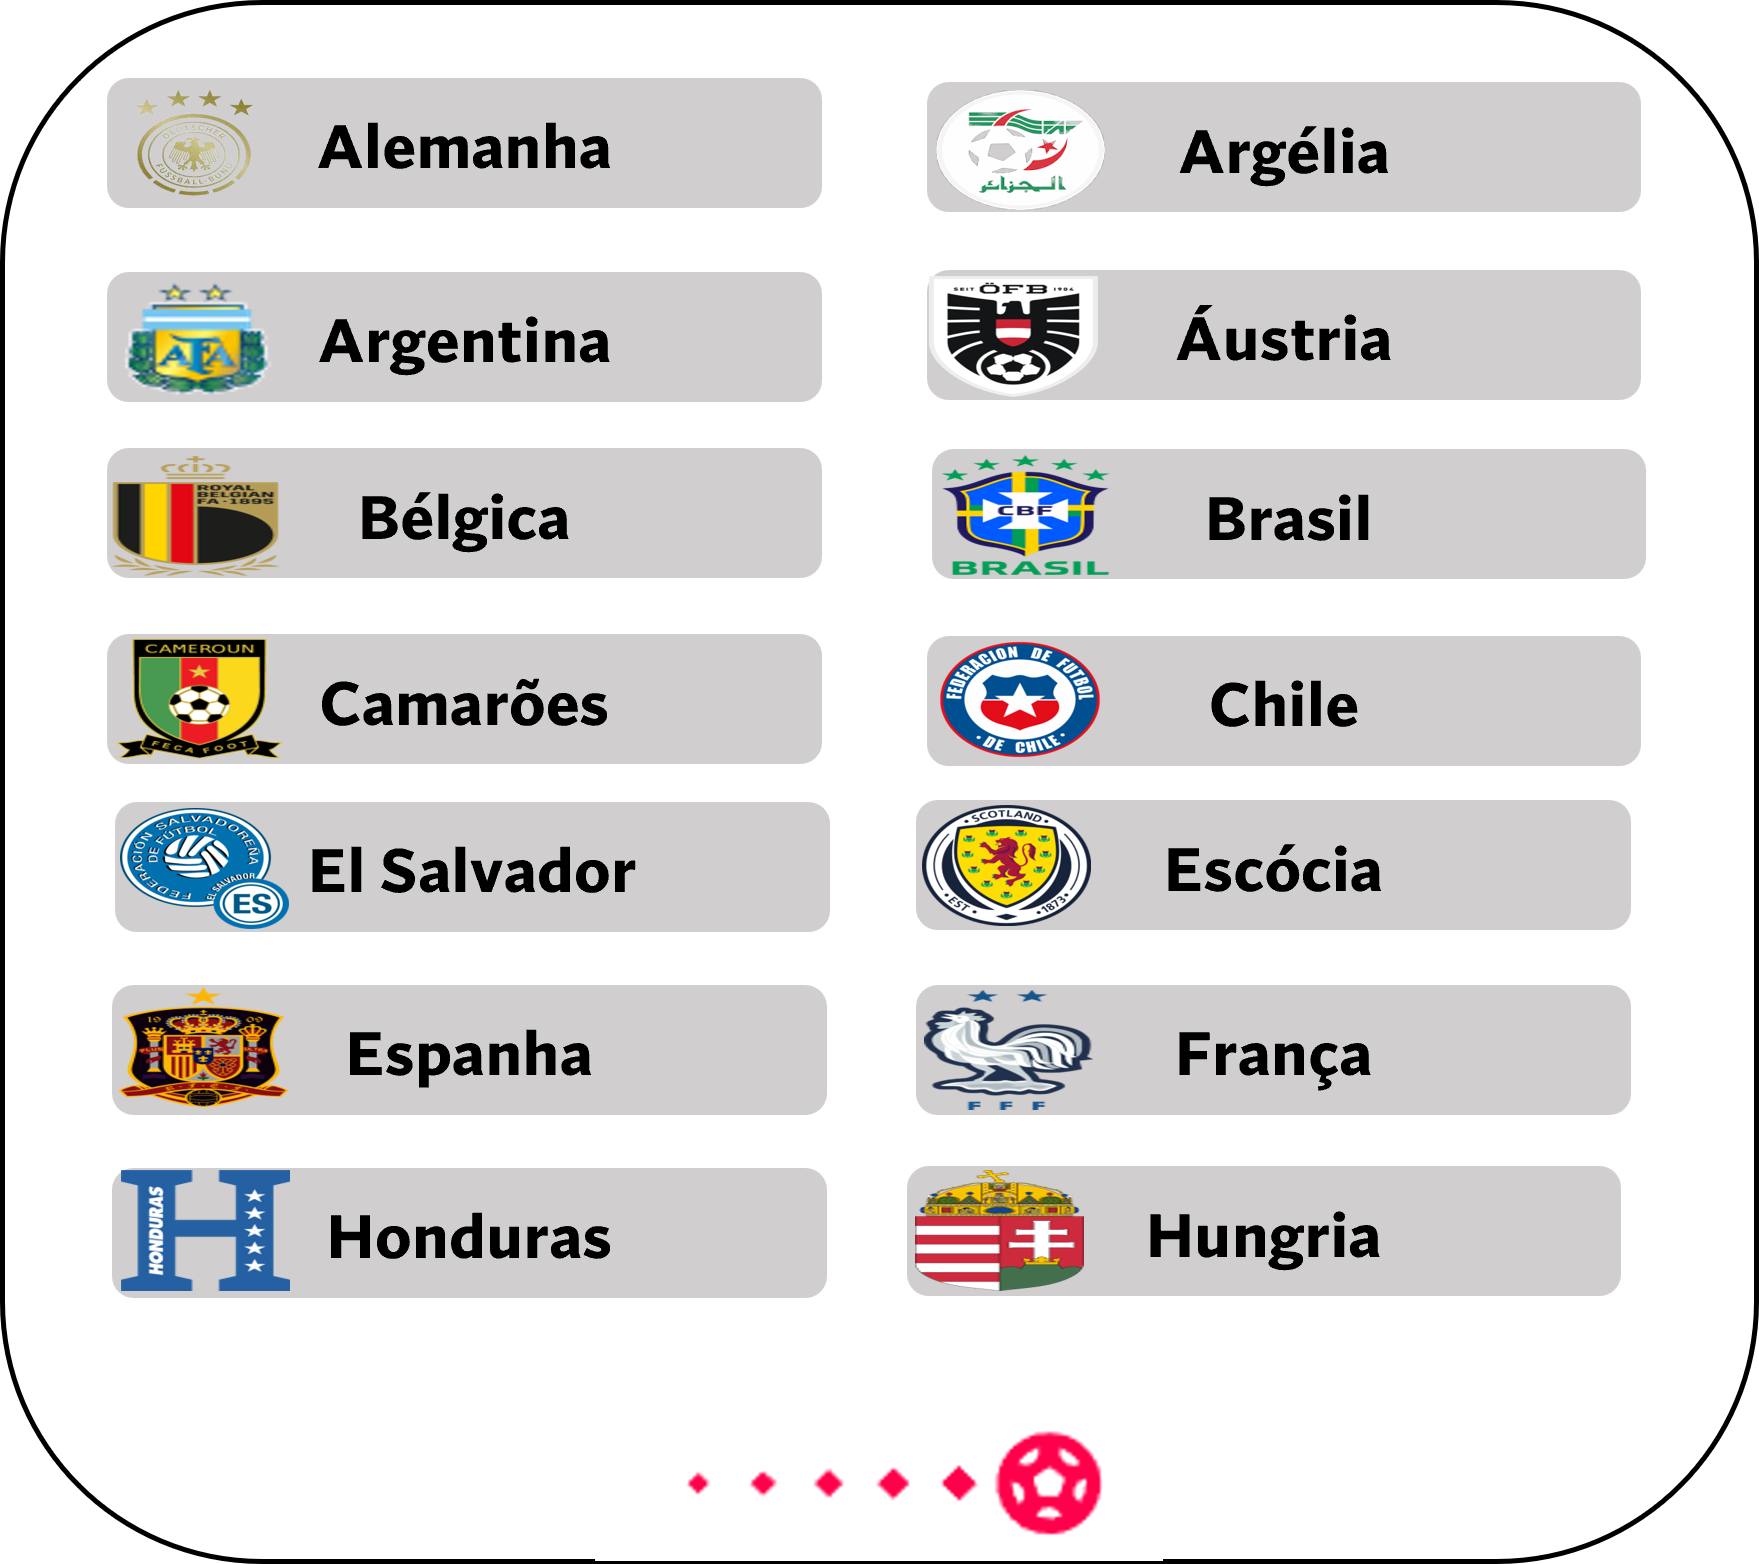 DEUTSCHER
FUSSBALL-BUND
Alemanha
الجزائر
Argélia
AFA
Argentina
SEIT ÖFB 1904
Áustria
ROYAL
BELGIAN
FA·1895
Bélgica
CBF
BRASIL
Brasil
CAMEROUN
FECAFOOT
Camarões
FEDERACION DE FUTBOL
· DE CHILE ·
Chile
FEDERACIÓN SALVADOREÑA
DE FÚTBOL
EL SALVADOR
ES
El Salvador
· SCOTLAND ·
· EST · · 1873 ·
Escócia
1909
Espanha
FFF
França
HONDURAS
H
Honduras
Hungria